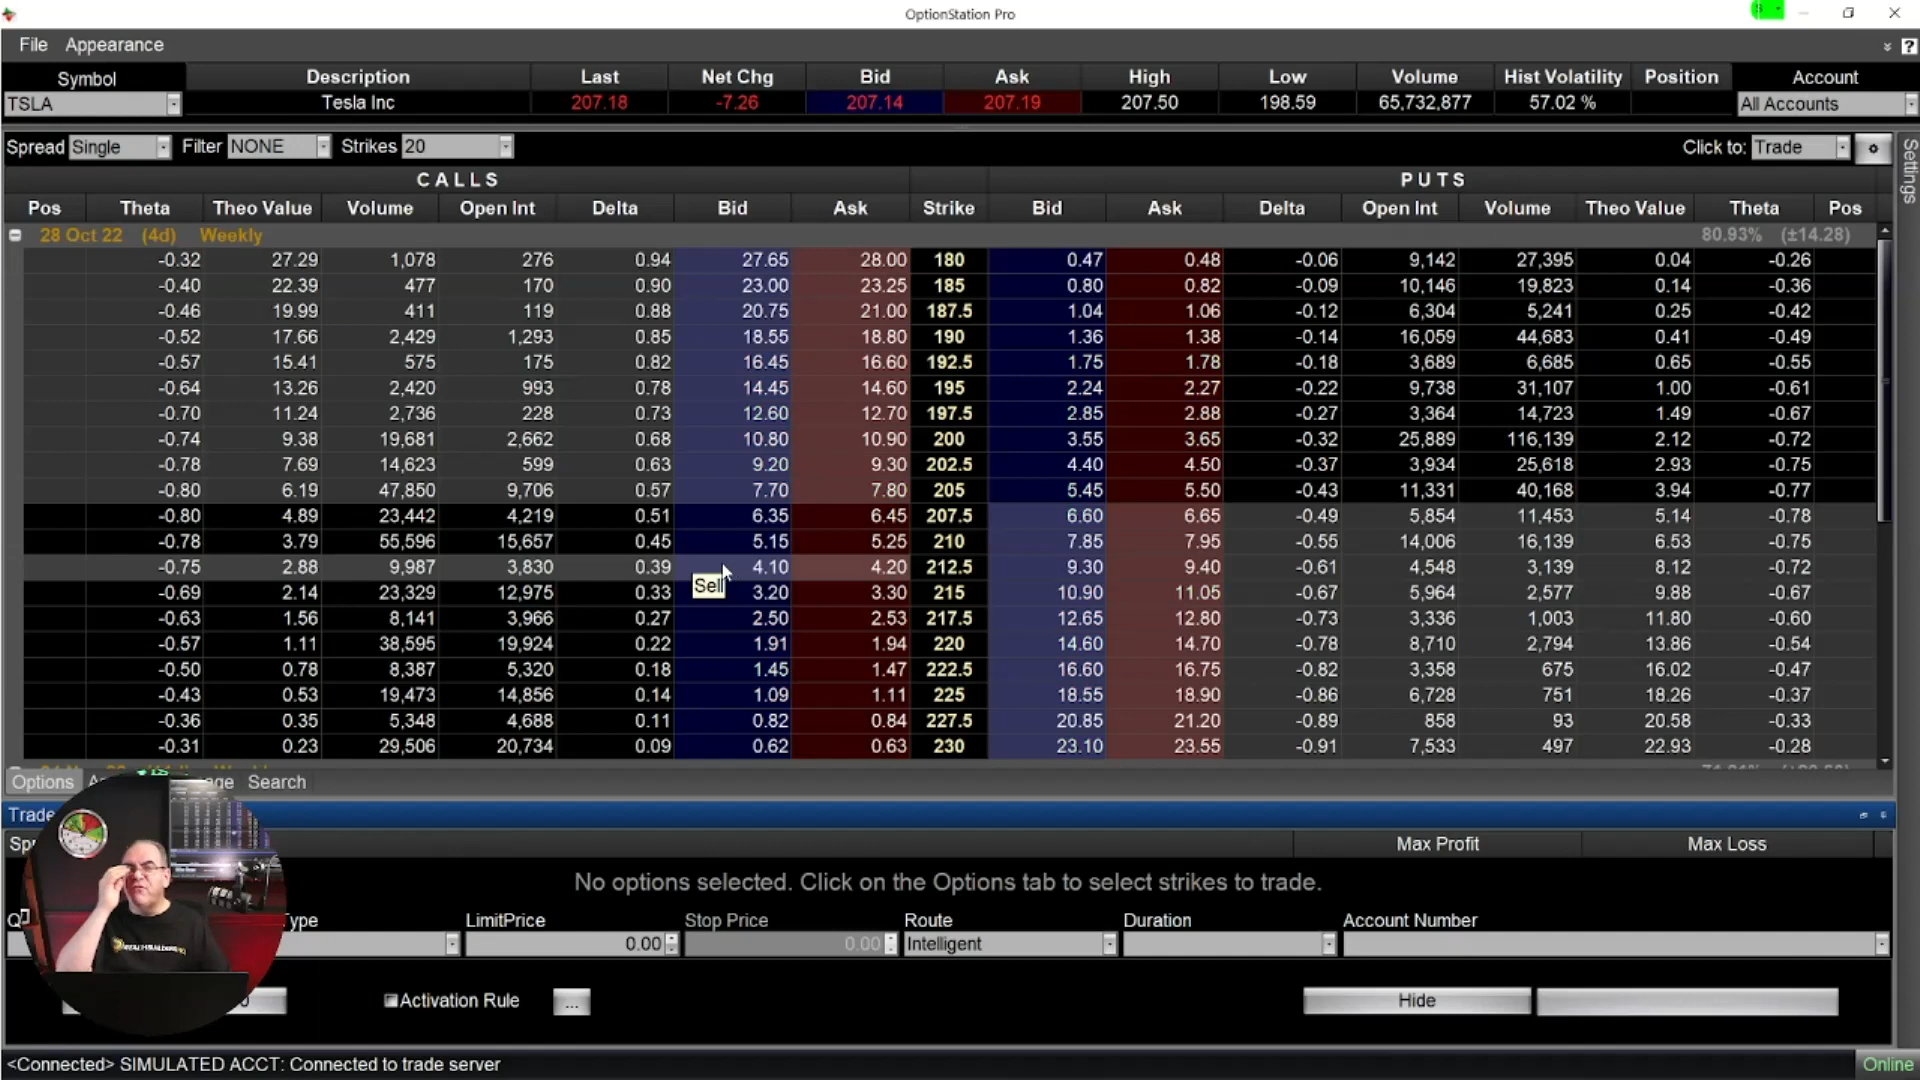 OptionStation Pro
File Appearance
Symbol Description Last Net Chg Bid Ask High Low Volume Hist Volatility Position Account
TSLA Tesla Inc 207.18 -7.26 207.14 207.19 207.50 198.59 65,732,877 57.02 % All Accounts
Spread Single Filter NONE Strikes 20 Click to: Trade
Settings
CALLS PUTS
Pos Theta Theo Value Volume Open Int Delta Bid Ask Strike Bid Ask Delta Open Int Volume Theo Value Theta Pos
28 Oct 22 (4d) Weekly 80.93% (±14.28)
-0.32 27.29 1,078 276 0.94 27.65 28.00 180 0.47 0.48 -0.06 9,142 27,395 0.04 -0.26
-0.40 22.39 477 170 0.90 23.00 23.25 185 0.80 0.82 -0.09 10,146 19,823 0.14 -0.36
-0.46 19.99 411 119 0.88 20.75 21.00 187.5 1.04 1.06 -0.12 6,304 5,241 0.25 -0.42
-0.52 17.66 2,429 1,293 0.85 18.55 18.80 190 1.36 1.38 -0.14 16,059 44,683 0.41 -0.49
-0.57 15.41 575 175 0.82 16.45 16.60 192.5 1.75 1.78 -0.18 3,689 6,685 0.65 -0.55
-0.64 13.26 2,420 993 0.78 14.45 14.60 195 2.24 2.27 -0.22 9,738 31,107 1.00 -0.61
-0.70 11.24 2,736 228 0.73 12.60 12.70 197.5 2.85 2.88 -0.27 3,364 14,723 1.49 -0.67
-0.74 9.38 19,681 2,662 0.68 10.80 10.90 200 3.55 3.65 -0.32 25,889 116,139 2.12 -0.72
-0.78 7.69 14,623 599 0.63 9.20 9.30 202.5 4.40 4.50 -0.37 3,934 25,618 2.93 -0.75
-0.80 6.19 47,850 9,706 0.57 7.70 7.80 205 5.45 5.50 -0.43 11,331 40,168 3.94 -0.77
-0.80 4.89 23,442 4,219 0.51 6.35 6.45 207.5 6.60 6.65 -0.49 5,854 11,453 5.14 -0.78
-0.78 3.79 55,596 15,657 0.45 5.15 5.25 210 7.85 7.95 -0.55 14,006 16,139 6.53 -0.75
-0.75 2.88 9,987 3,830 0.39 4.10 4.20 212.5 9.30 9.40 -0.61 4,548 3,139 8.12 -0.72
Sell
-0.69 2.14 23,329 12,975 0.33 3.20 3.30 215 10.90 11.05 -0.67 5,964 2,577 9.88 -0.67
-0.63 1.56 8,141 3,966 0.27 2.50 2.53 217.5 12.65 12.80 -0.73 3,336 1,003 11.80 -0.60
-0.57 1.11 38,595 19,924 0.22 1.91 1.94 220 14.60 14.70 -0.78 8,710 2,794 13.86 -0.54
-0.50 0.78 8,387 5,320 0.18 1.45 1.47 222.5 16.60 16.75 -0.82 3,358 675 16.02 -0.47
-0.43 0.53 19,473 14,856 0.14 1.09 1.11 225 18.55 18.90 -0.86 6,728 751 18.26 -0.37
-0.36 0.35 5,348 4,688 0.11 0.82 0.84 227.5 20.85 21.20 -0.89 858 93 20.58 -0.33
-0.31 0.23 29,506 20,734 0.09 0.62 0.63 230 23.10 23.55 -0.91 7,533 497 22.93 -0.28
Options Search
Trade
Max Profit Max Loss
No options selected. Click on the Options tab to select strikes to trade.
LimitPrice Stop Price Route Duration Account Number
0.00 0.00 Intelligent
Activation Rule ... Hide
<Connected> SIMULATED ACCT: Connected to trade server Online